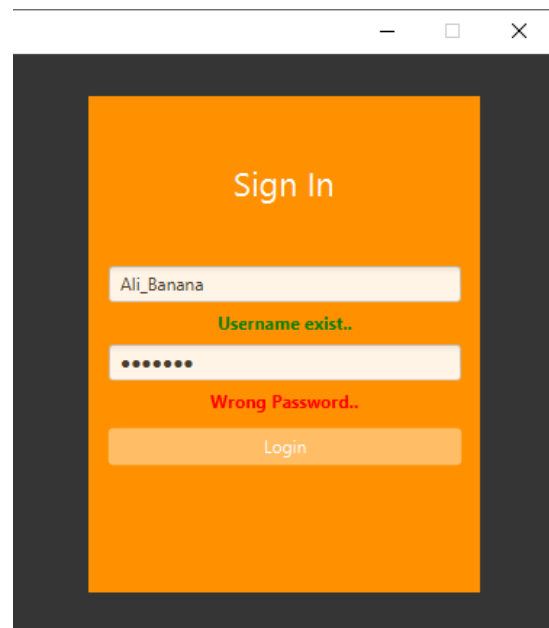 Sign In
Ali_Banana
Username exist..
•••••••
Wrong Password..
Login